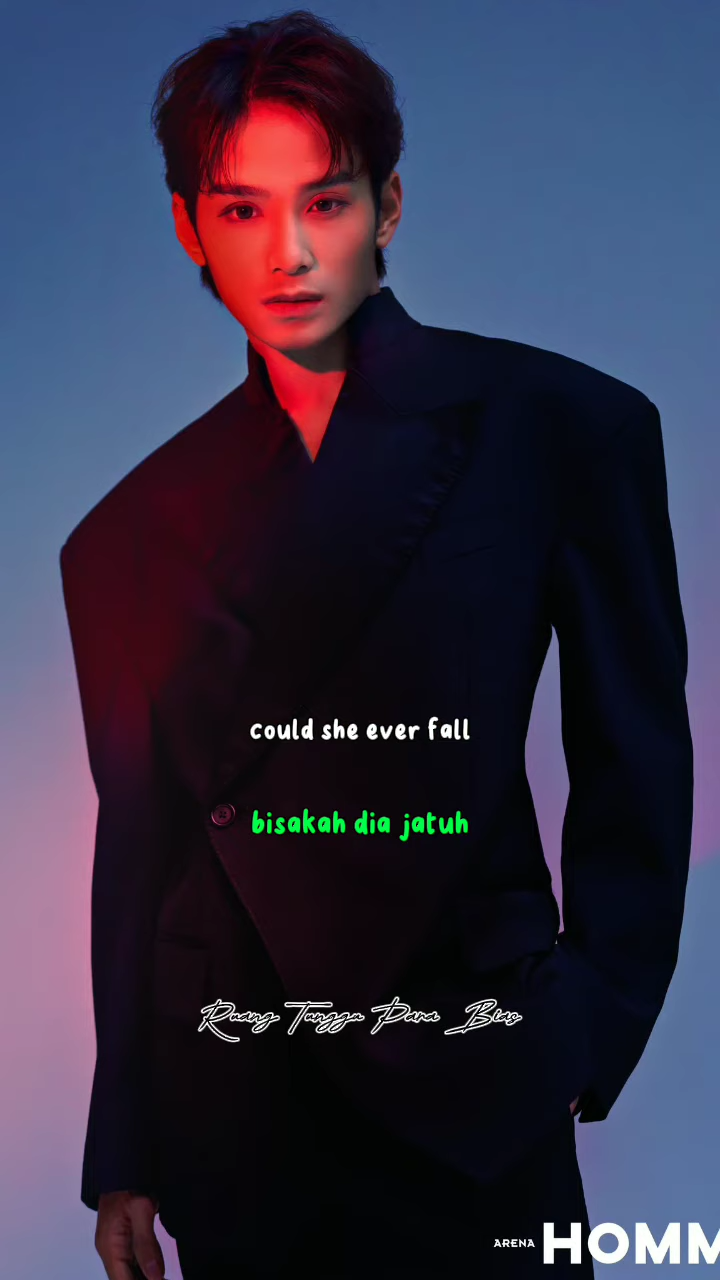 could she ever fall
bisakah dia jatuh
Ruang Tunggu Para Bias
ARENA HOMM